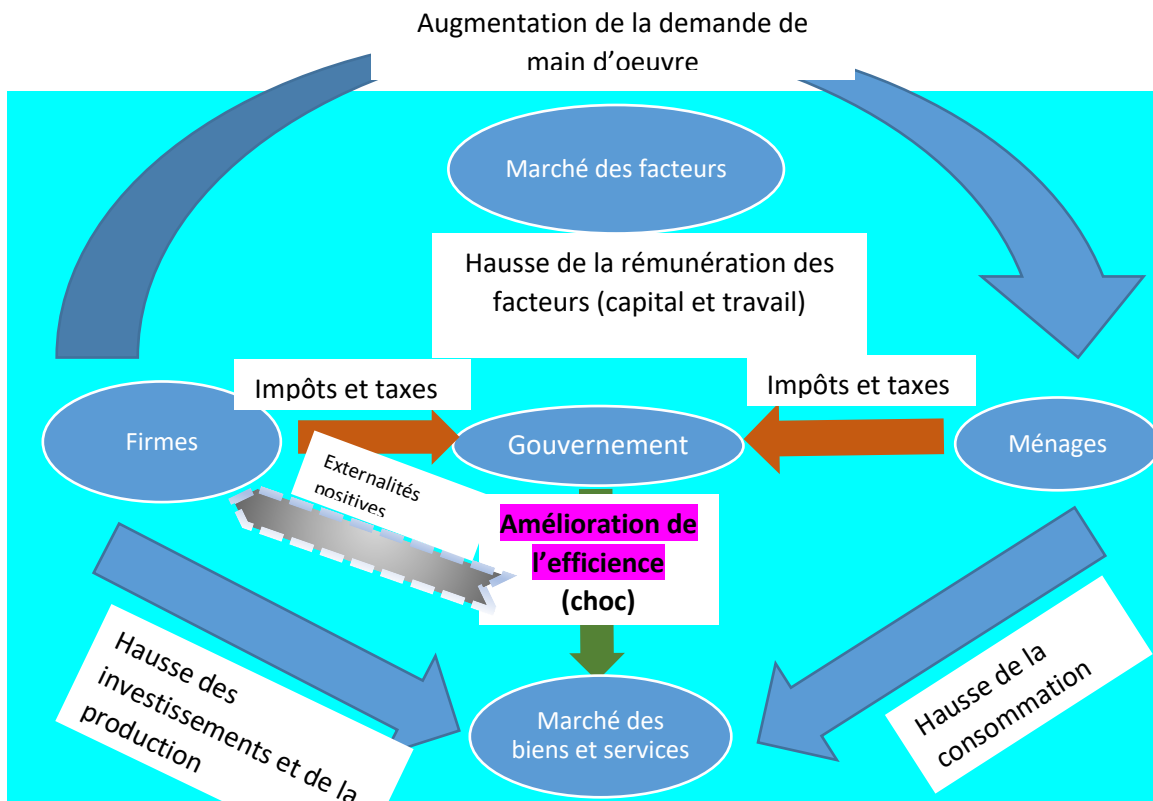 Augmentation de la demande de
main d’oeuvre
Marché des facteurs
Hausse de la rémunération des
facteurs (capital et travail)
Impôts et taxes
Impôts et taxes
Firmes
Gouvernement
Ménages
Externalités
positives
Amélioration de
l’efficience
(choc)
Hausse des
investissements et de la
production
Marché des
biens et services
Hausse de la
consommation